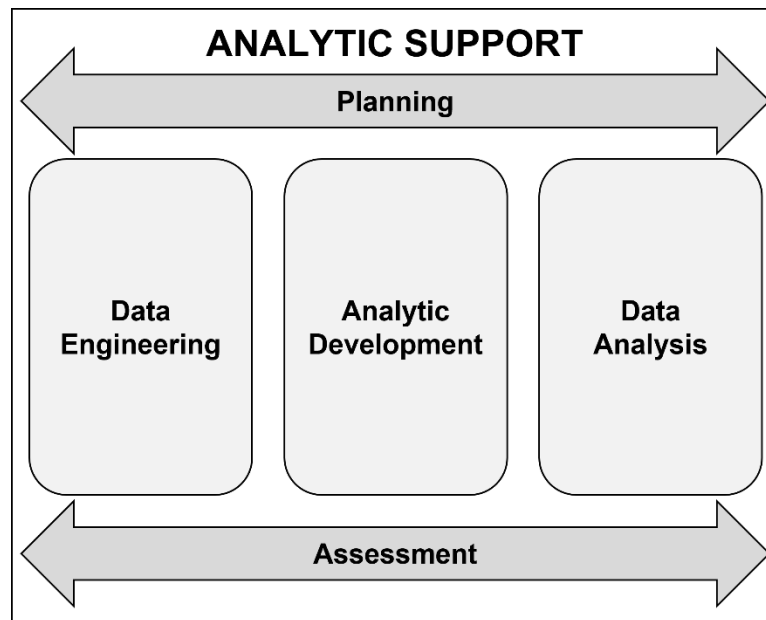 ANALYTIC SUPPORT
Planning
Data
Engineering
Analytic
Development
Data
Analysis
Assessment